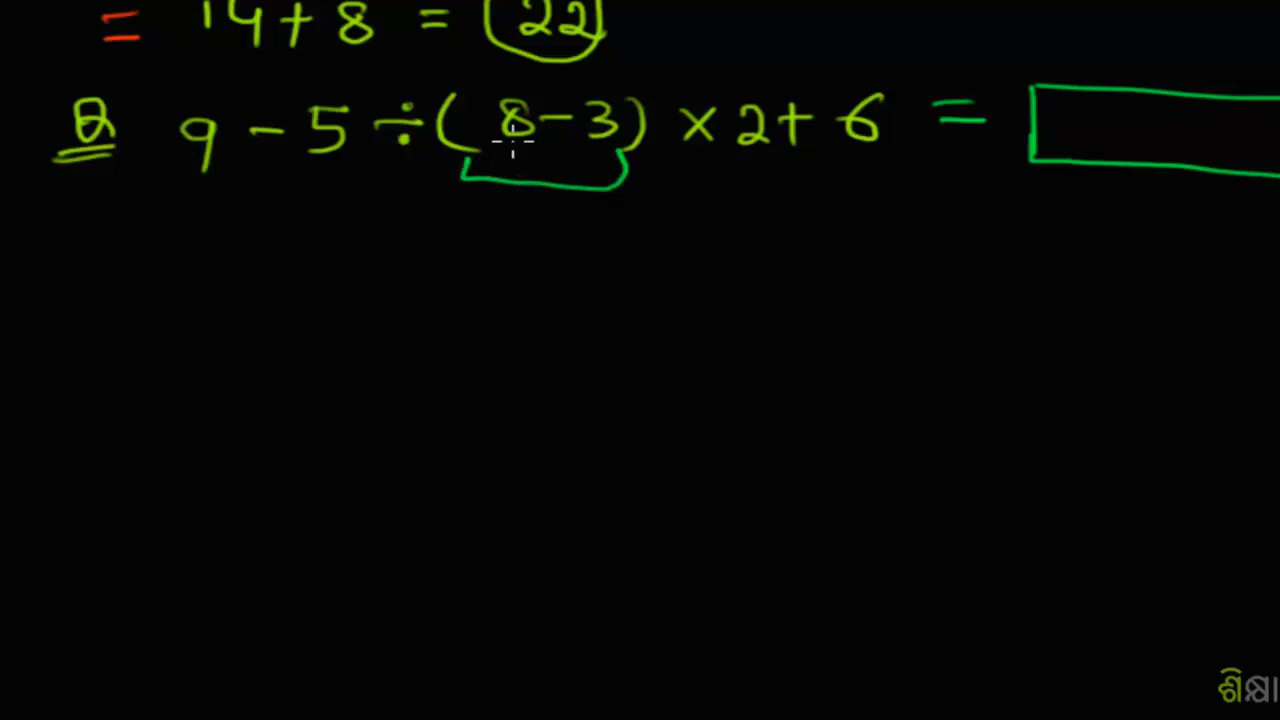 = 14 + 8 = 22
Q 9 - 5 ÷ ( 8 - 3 ) × 2 + 6 =
ଶିକ୍ଷା